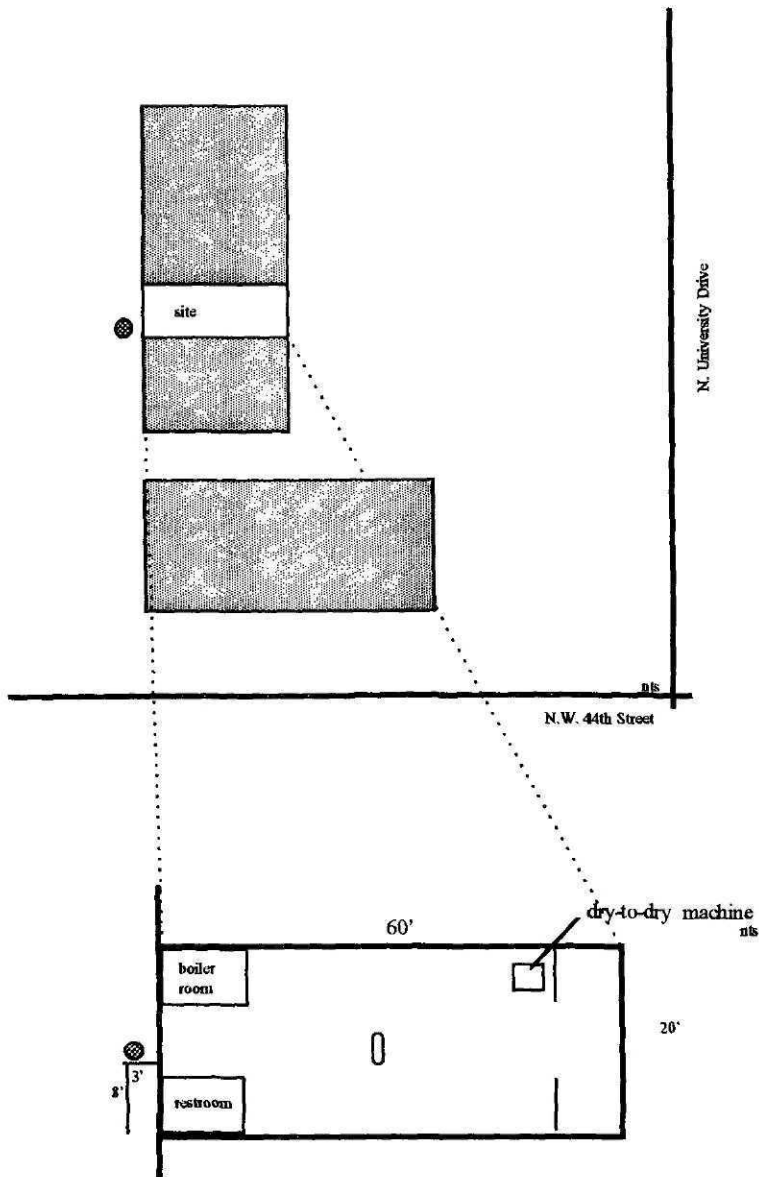 site
N. University Drive
nts
N.W. 44th Street
dry-to-dry machine
nts
60'
boiler
room
20'
3'
8'
restroom